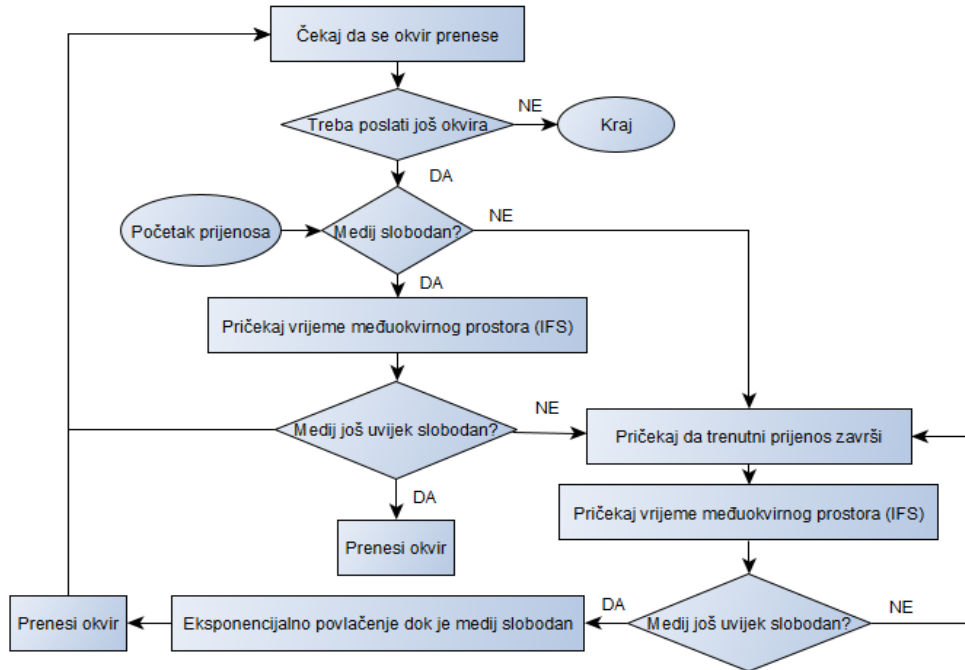 Čekaj da se okvir prenese
Treba poslati još okvira
NE
Kraj
DA
Početak prijenosa
Medij slobodan?
NE
DA
Pričekaj vrijeme međuokvirnog prostora (IFS)
Medij još uvijek slobodan?
NE
Pričekaj da trenutni prijenos završi
DA
Prenesi okvir
Pričekaj vrijeme međuokvirnog prostora (IFS)
Prenesi okvir
Eksponencijalno povlačenje dok je medij slobodan
DA
Medij još uvijek slobodan?
NE